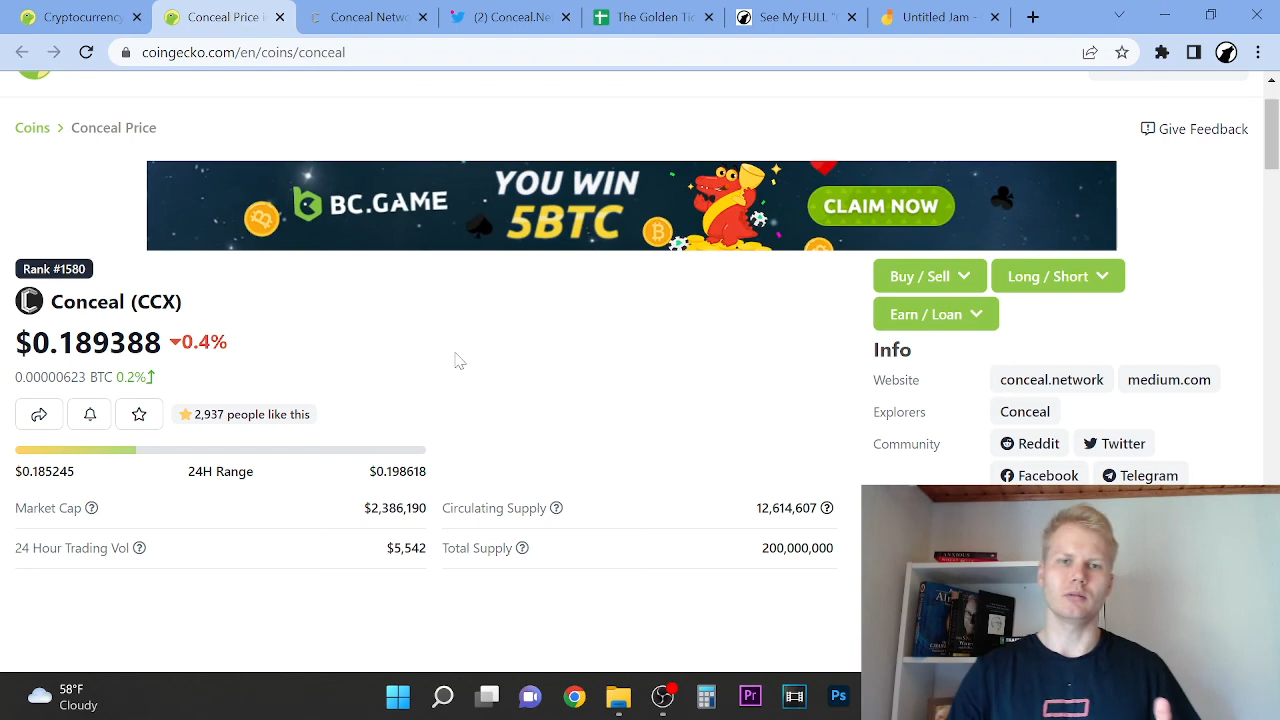 Cryptocurrency
Conceal Price i
Conceal Netw
(2) Conceal.Ne
The Golden Tic
See My FULL "
Untitled Jam -
coingecko.com/en/coins/conceal
Coins > Conceal Price
Give Feedback
BC.GAME
YOU WIN
5BTC
CLAIM NOW
Rank #1580
Buy / Sell
Long / Short
Conceal (CCX)
Earn / Loan
$0.189388 0.4%
Info
0.00000623 BTC 0.2%
Website conceal.network medium.com
2,937 people like this
Explorers Conceal
Community Reddit Twitter
Facebook Telegram
$0.185245 24H Range $0.198618
Market Cap $2,386,190
Circulating Supply 12,614,607
24 Hour Trading Vol $5,542
Total Supply 200,000,000
58°F
Cloudy
Pr
Ps